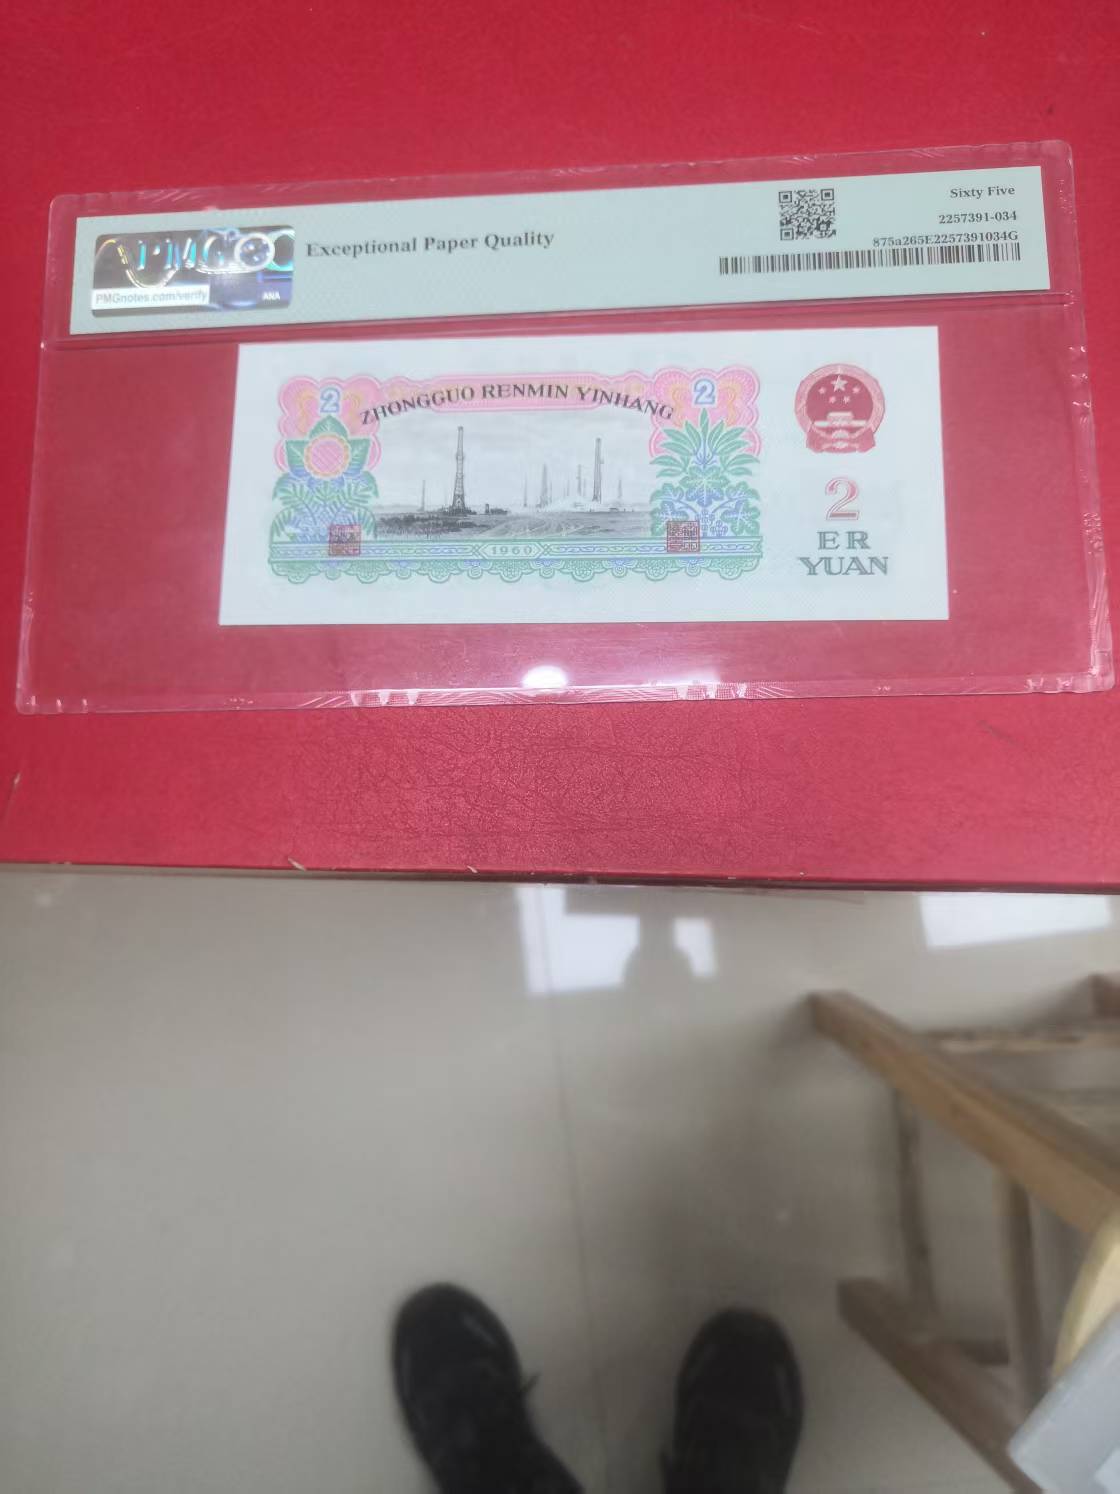 PMG
PMGnotes.com/verify
ANA
Exceptional Paper Quality
Sixty Five
2257391-034
875a265E2257391034G
2
ZHONGGUO RENMIN YINHANG
2
1960
2
ER
YUAN